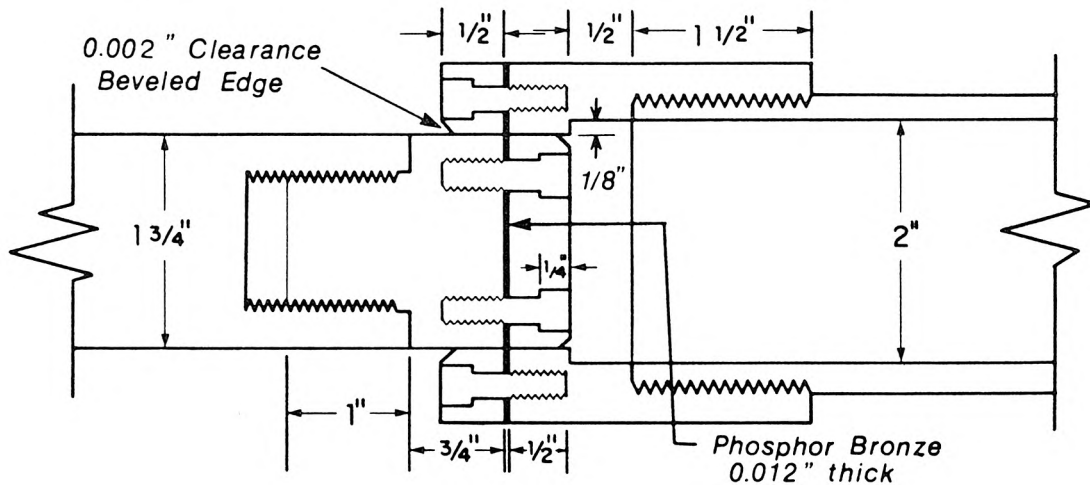 1/2"
1/2"
1 1/2"
0.002" Clearance
Beveled Edge
1/8"
1 3/4"
2"
1/4"
1"
3/4"
1/2"
Phosphor Bronze
0.012" thick